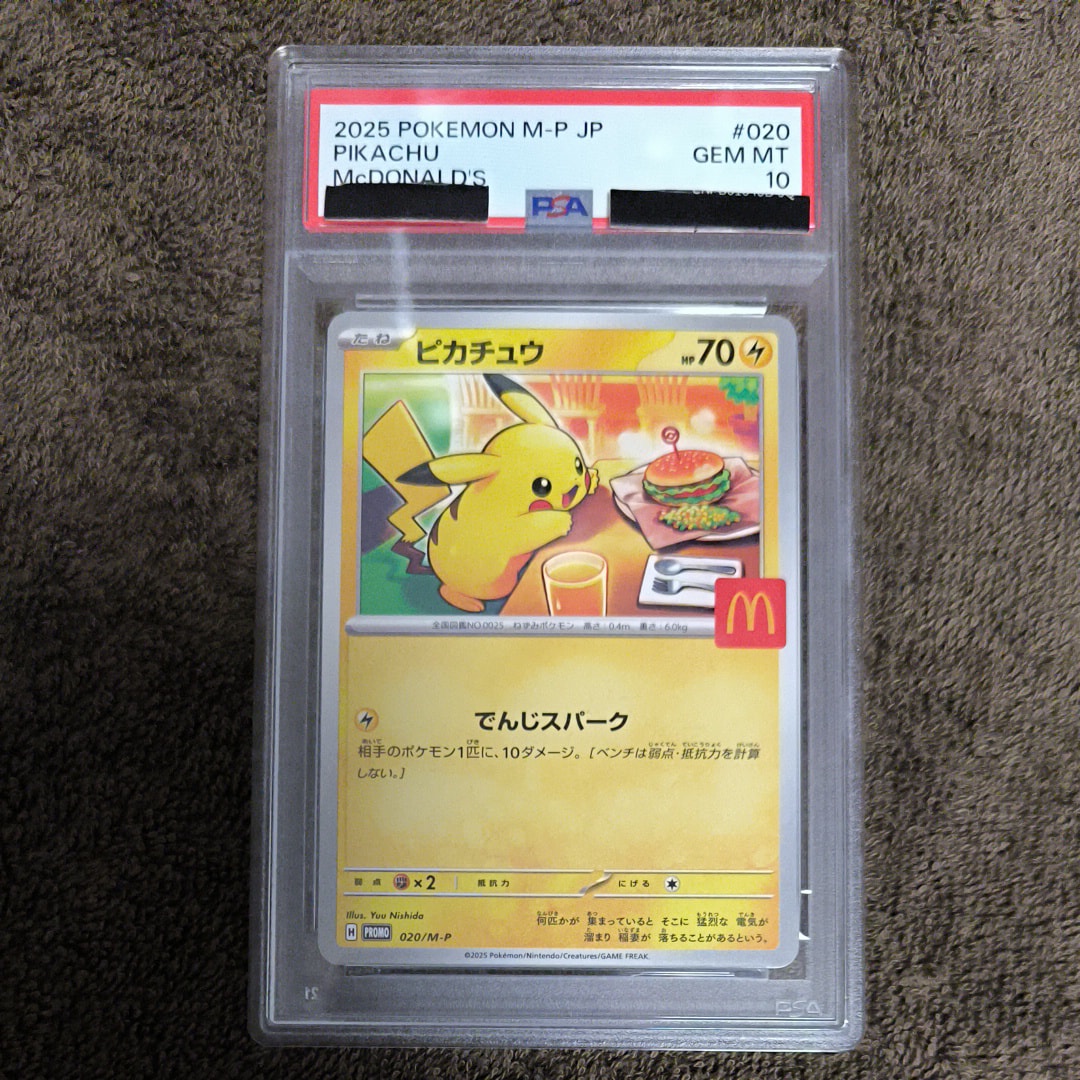 2025 POKEMON M-P JP
#020
PIKACHU
GEM MT
McDONALD'S
10
PSA
たね
ピカチュウ
HP 70
全国図鑑NO.0025 ねずみポケモン 高さ:0.4m 重さ:6.0kg
でんじスパーク
相手のポケモン1匹に、10ダメージ。[ベンチは弱点・抵抗力を計算
しない。]
弱点 ×2 抵抗力 にげる
Illus. Yuu Nishida
何匹かが 集まっていると そこに 猛烈な 電気が
溜まり 稲妻が 落ちることがあるという。
H PROMO 020/M-P
©2025 Pokémon/Nintendo/Creatures/GAME FREAK